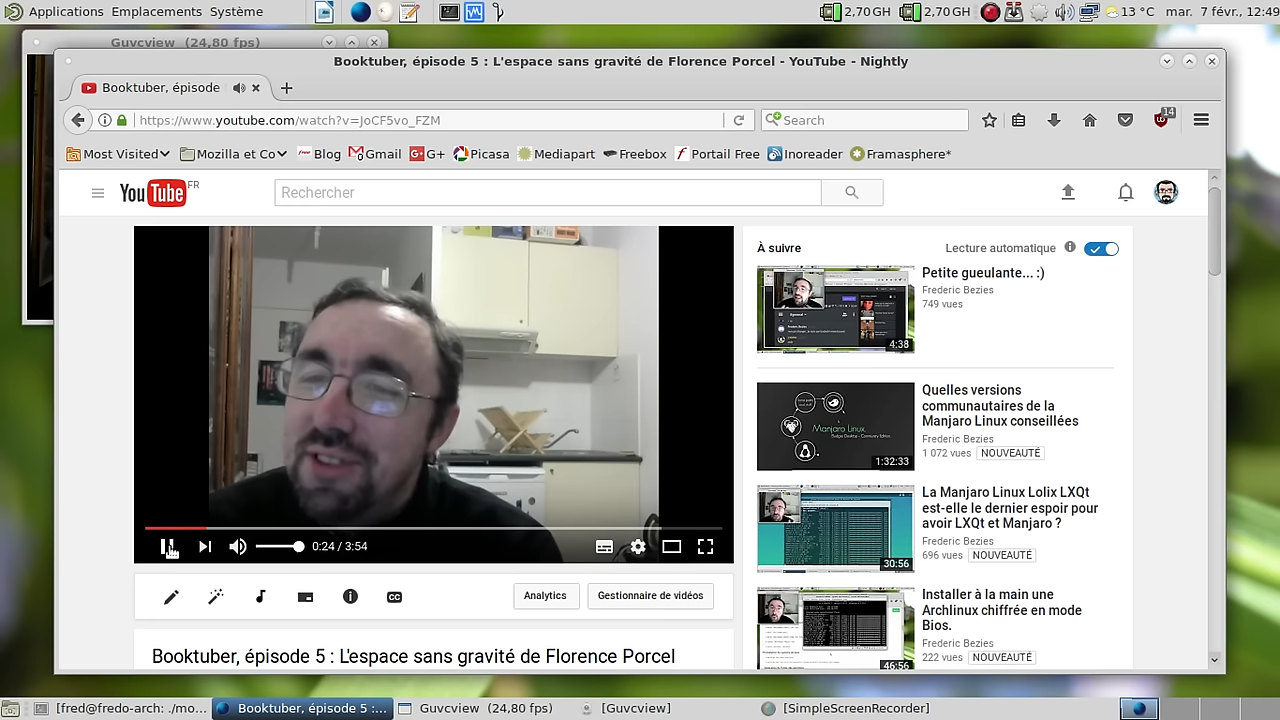 Applications Emplacements Système
2,70 GH 2,70 GH 13 °C mar. 7 févr., 12:49
Guvcview (24,80 fps)
Booktuber, épisode 5 : L'espace sans gravité de Florence Porcel - YouTube - Nightly
Booktuber, épisode
https://www.youtube.com/watch?v=JoCF5vo_FZM
Search
14
Most Visited Mozilla et Co Blog Gmail G+ Picasa Mediapart Freebox Portail Free Inoreader Framasphere*
YouTube FR
Rechercher
À suivre
Lecture automatique
Petite gueulante... :)
Frederic Bezies
749 vues
4:38
Quelles versions
communautaires de la
Manjaro Linux conseillées
Frederic Bezies
1 072 vues NOUVEAUTÉ
Manjaro Linux
1:32:33
La Manjaro Linux Lolix LXQt
est-elle le dernier espoir pour
avoir LXQt et Manjaro ?
Frederic Bezies
696 vues NOUVEAUTÉ
30:56
Installer à la main une
Archlinux chiffrée en mode
Bios.
Frederic Bezies
222 vues NOUVEAUTÉ
46:56
0:24 / 3:54
CC
Analytics
Gestionnaire de vidéos
Booktuber, épisode 5 : L'espace sans gravité de Florence Porcel
[fred@fredo-arch: ./mo...
Booktuber, épisode 5 :...
Guvcview (24,80 fps)
[Guvcview]
[SimpleScreenRecorder]